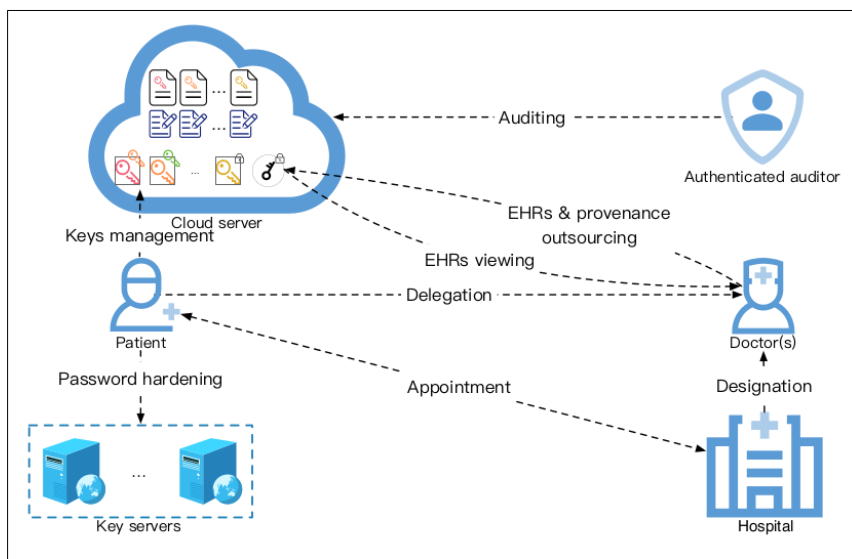 Auditing
Authenticated auditor
Cloud server
EHRs & provenance
outsourcing
Keys management
EHRs viewing
Delegation
Patient
Doctor(s)
Password hardening
Appointment
Designation
...
Key servers
Hospital